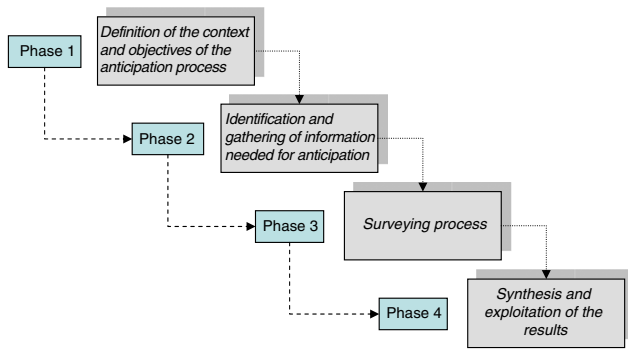 Phase 1
Definition of the context
and objectives of the
anticipation process
Phase 2
Identification and
gathering of information
needed for anticipation
Phase 3
Surveying process
Phase 4
Synthesis and
exploitation of the
results